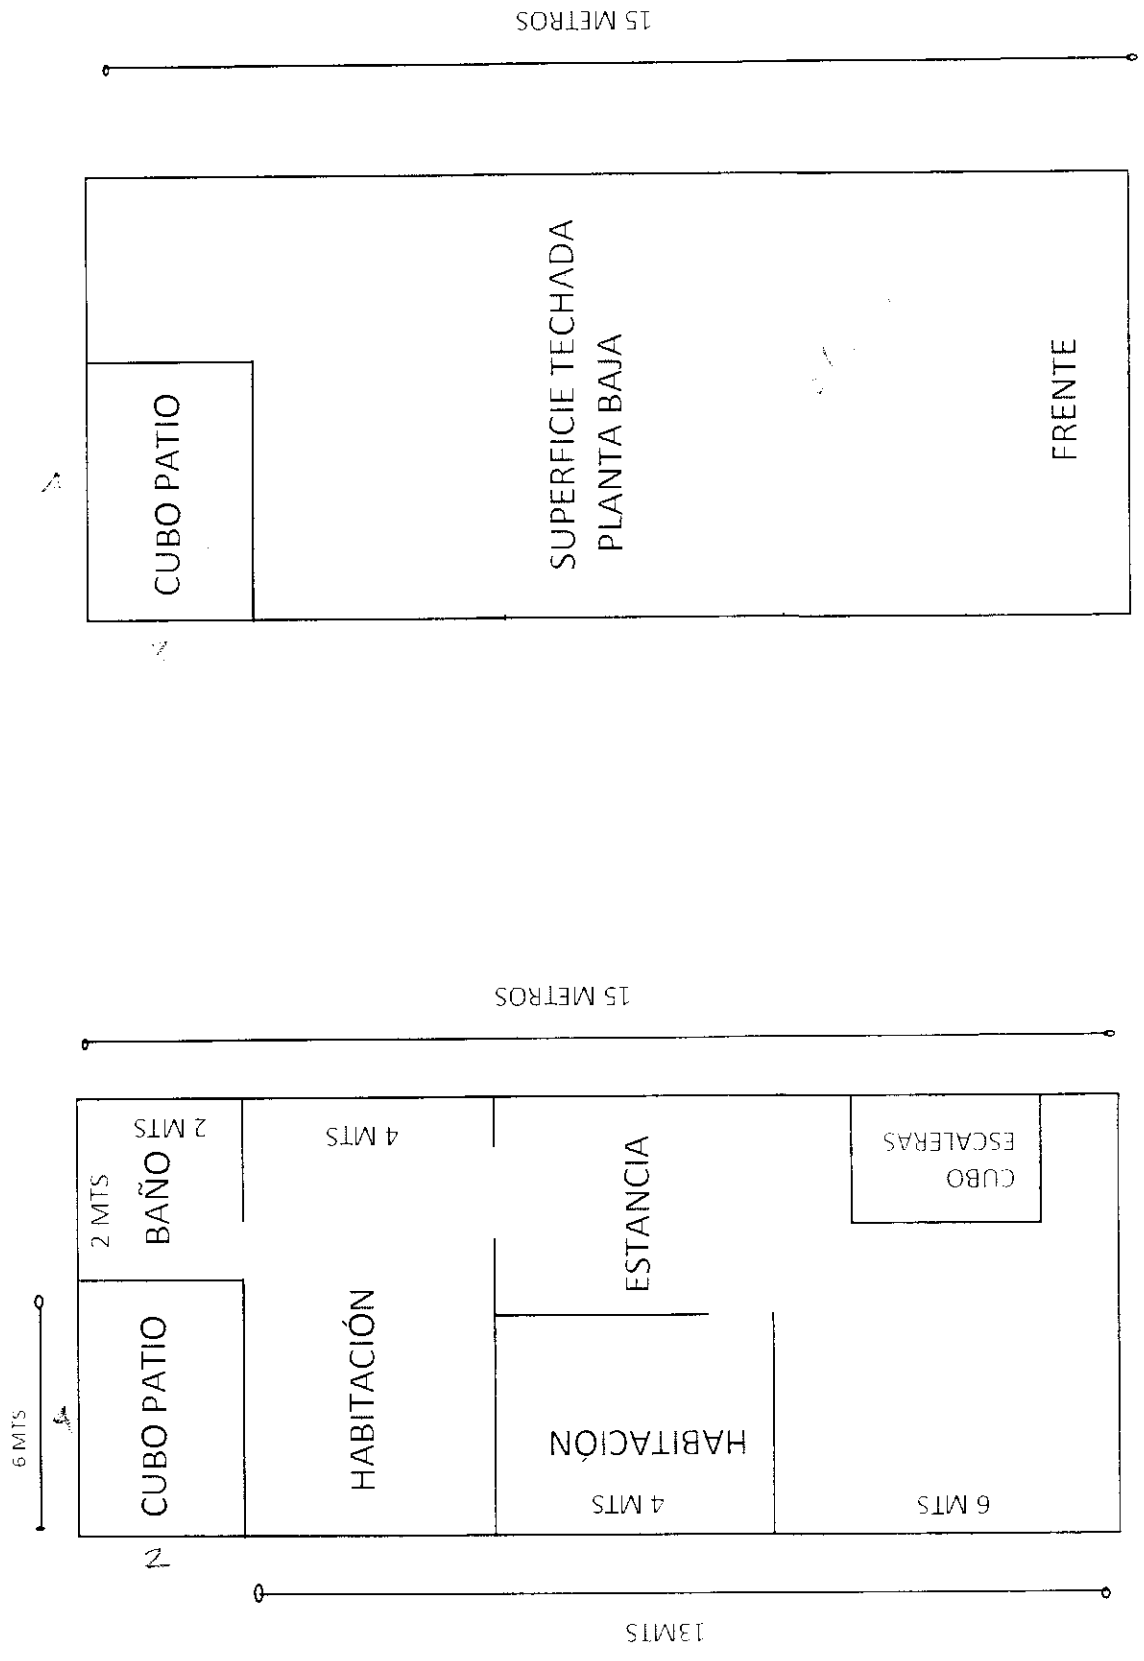 15 METROS
CUBO PATIO
SUPERFICIE TECHADA
PLANTA BAJA
FRENTE
15 METROS
6 MTS
2 MTS
BAÑO
2 MTS
CUBO PATIO
2
4 MTS
HABITACIÓN
ESTANCIA
CUBO
ESCALERAS
HABITACIÓN
4 MTS
6 MTS
13MTS